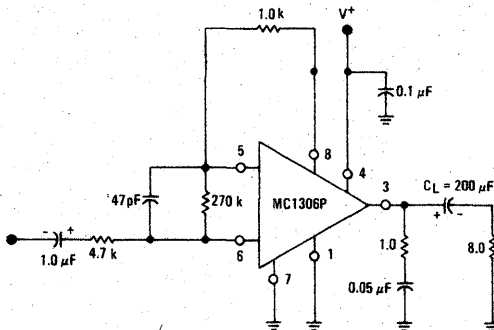 1.0 k
V+
0.1 µF
5
8
4
3
CL = 200 µF
+ -
47pF
270 k
MC1306P
- +
1.0 µF
4.7 k
6
7
1
1.0
8.0
0.05 µF